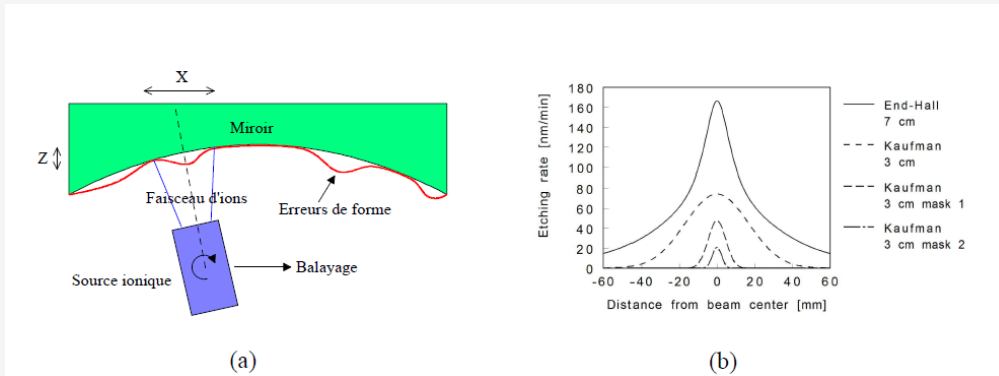 X
Miroir
Z
Faisceau d'ions
Erreurs de forme
Source ionique
Balayage
(a)
Etching rate [nm/min]
180
160
140
120
100
80
60
40
20
0
-60 -40 -20 0 20 40 60
Distance from beam center [mm]
End-Hall
7 cm
Kaufman
3 cm
Kaufman
3 cm mask 1
Kaufman
3 cm mask 2
(b)